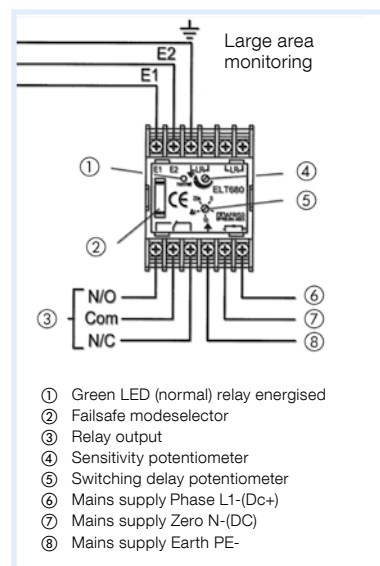 Large area
monitoring
E2
E1
E1 E2 LR LR
①
④
ELT680
⑤
CE
②
N/O
③ Com
N/C
⑥
⑦
⑧
① Green LED (normal) relay energised
② Failsafe modeselector
③ Relay output
④ Sensitivity potentiometer
⑤ Switching delay potentiometer
⑥ Mains supply Phase L1-(Dc+)
⑦ Mains supply Zero N-(DC)
⑧ Mains supply Earth PE-